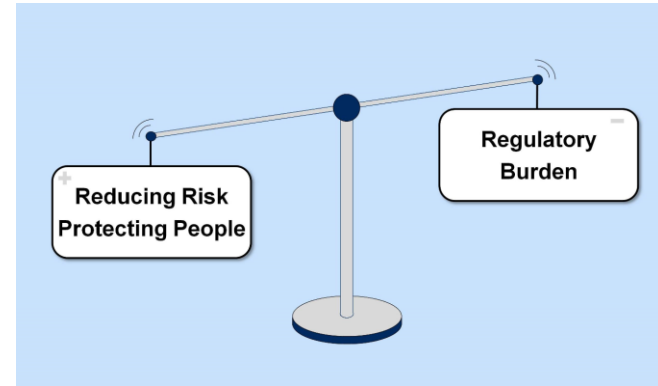 Regulatory
Burden
Reducing Risk
Protecting People